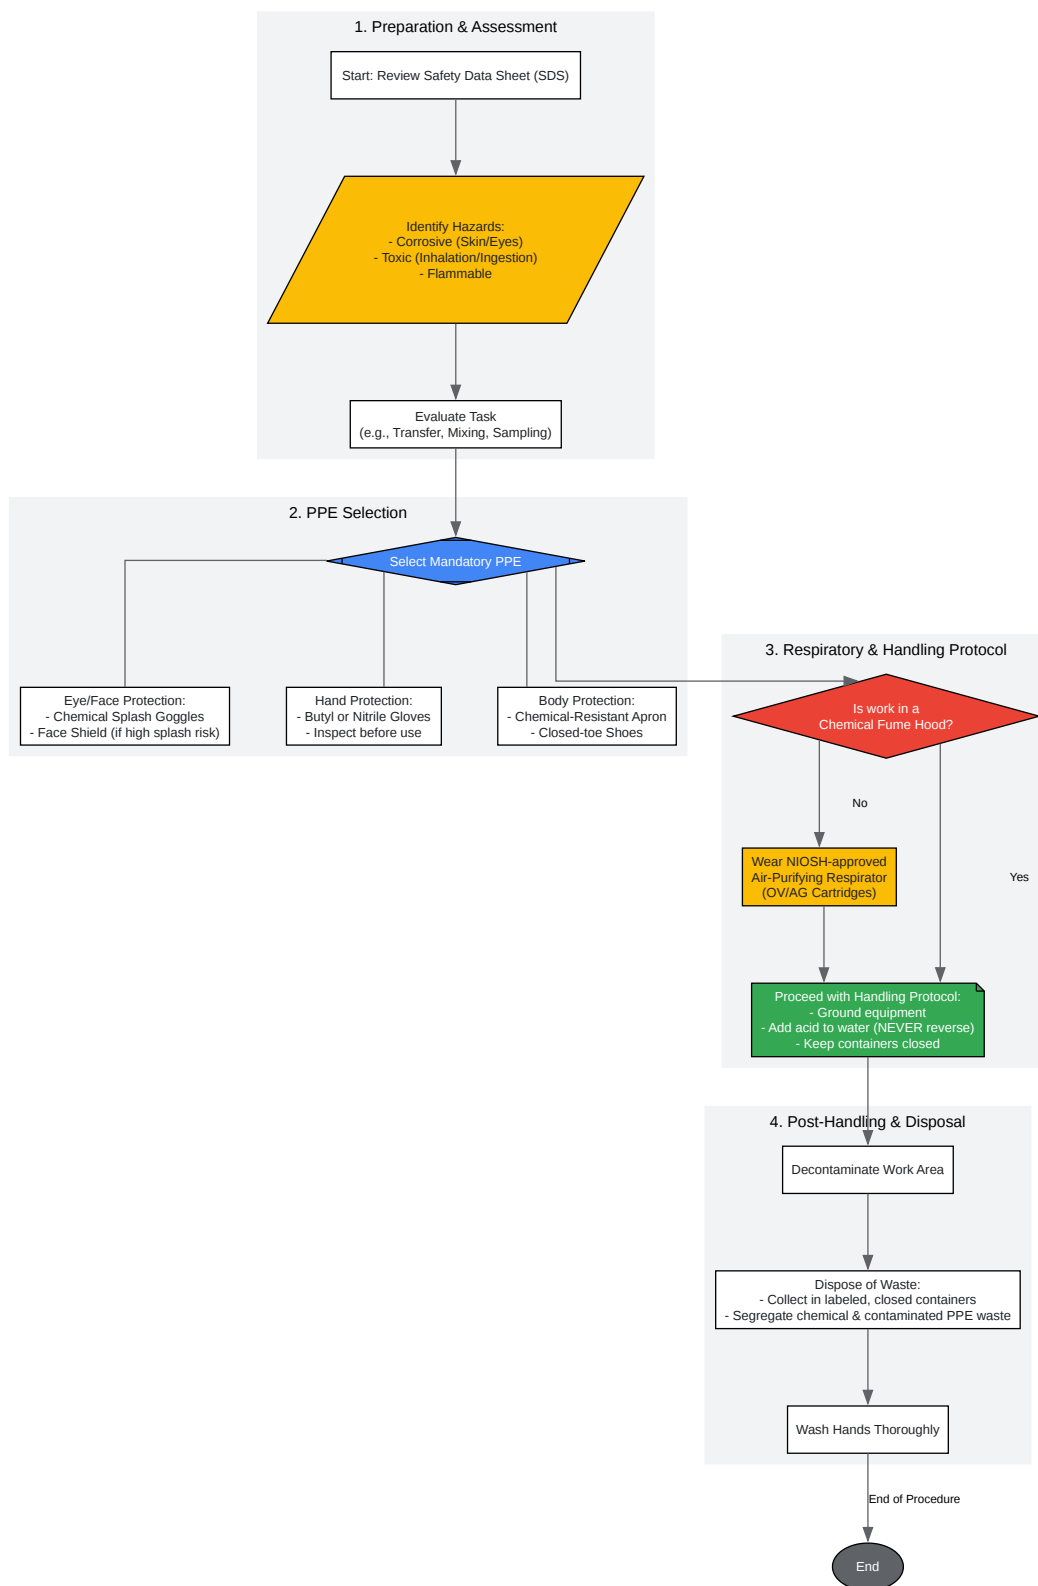 1. Preparation & Assessment
Start: Review Safety Data Sheet (SDS)
Identify Hazards:
- Corrosive (Skin/Eyes)
- Toxic (Inhalation/Ingestion)
- Flammable
Evaluate Task
(e.g., Transfer, Mixing, Sampling)
2. PPE Selection
Select Mandatory PPE
Eye/Face Protection:
- Chemical Splash Goggles
- Face Shield (if high splash risk)
Hand Protection:
- Butyl or Nitrile Gloves
- Inspect before use
Body Protection:
- Chemical-Resistant Apron
- Closed-toe Shoes
3. Respiratory & Handling Protocol
Is work in a
Chemical Fume Hood?
No
Yes
Wear NIOSH-approved
Air-Purifying Respirator
(OV/AG Cartridges)
Proceed with Handling Protocol:
- Ground equipment
- Add acid to water (NEVER reverse)
- Keep containers closed
4. Post-Handling & Disposal
Decontaminate Work Area
Dispose of Waste:
- Collect in labeled, closed containers
- Segregate chemical & contaminated PPE waste
Wash Hands Thoroughly
End of Procedure
End